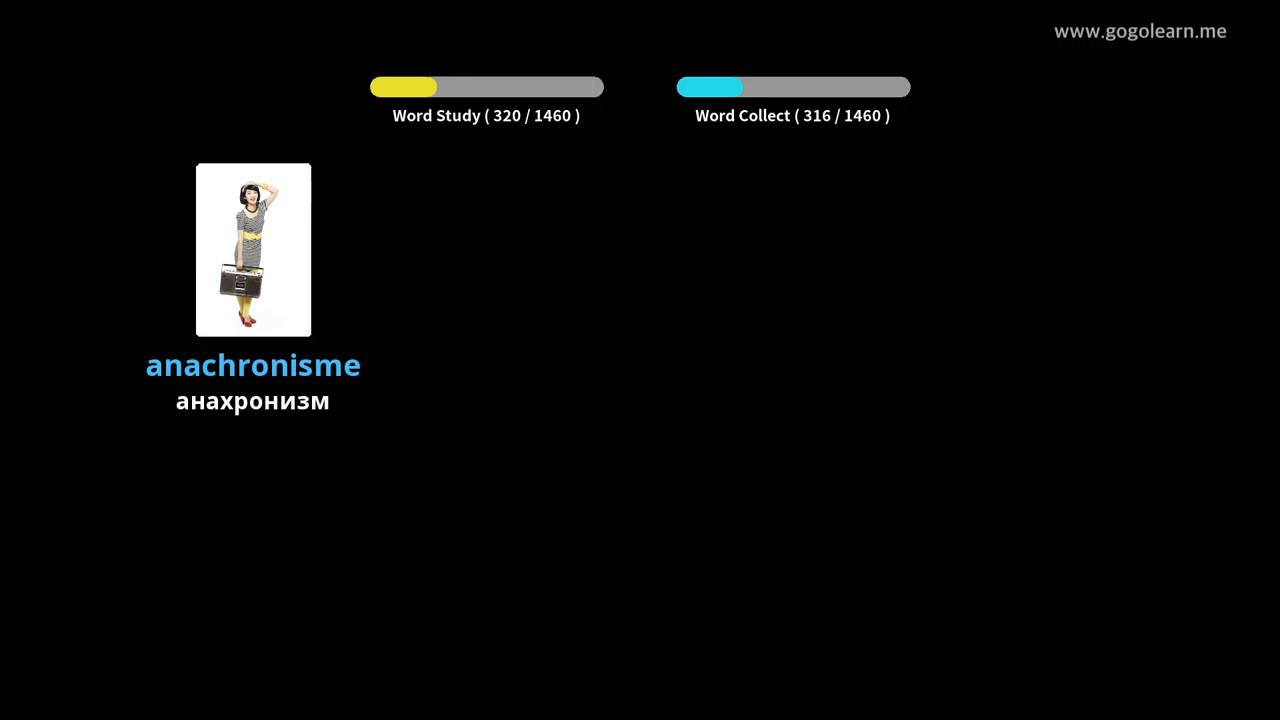 www.gogolearn.me
Word Study ( 320 / 1460 )
Word Collect ( 316 / 1460 )
anachronisme
анахронизм